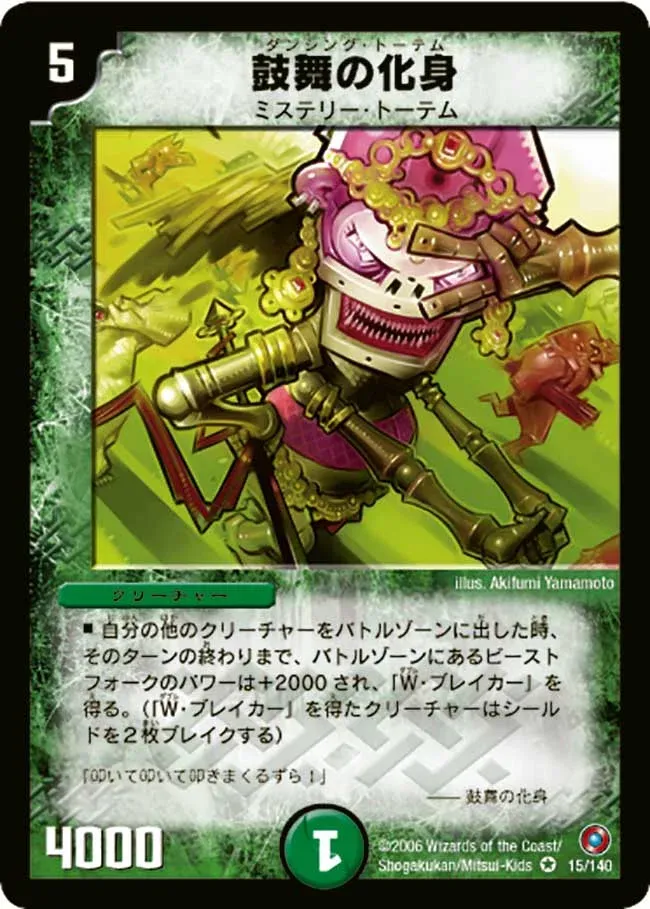 5
ダンシング・トーテム
鼓舞の化身
ミステリー・トーテム
illus. Akifumi Yamamoto
クリーチャー
■ 自分の他のクリーチャーをバトルゾーンに出した時、
そのターンの終わりまで、バトルゾーンにあるビースト
フォークのパワーは+2000され、「W・ブレイカー」を
得る。(「W・ブレイカー」を得たクリーチャーはシール
ドを2枚ブレイクする)
「叩いて叩いて叩きまくるずら!」
—— 鼓舞の化身
4000
1
©2006 Wizards of the Coast/
Shogakukan/Mitsui-Kids ✪ 15/140